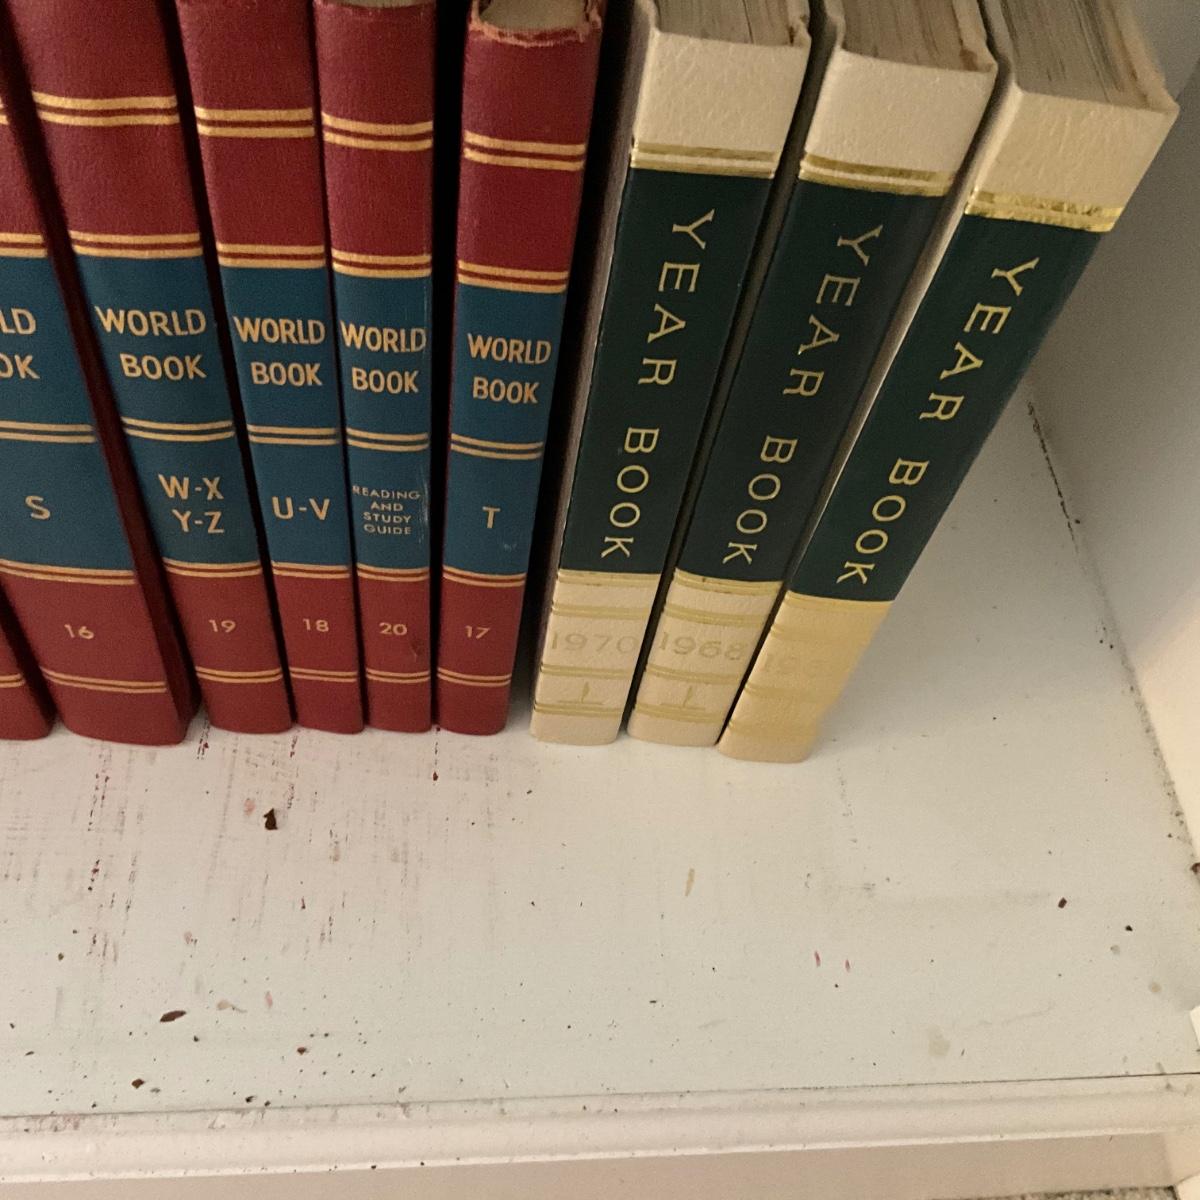 LD
OK
S
16
WORLD
BOOK
W-X
Y-Z
19
WORLD
BOOK
U-V
18
WORLD
BOOK
READING
AND
STUDY
GUIDE
20
WORLD
BOOK
T
17
YEAR BOOK
1970
YEAR BOOK
1968
YEAR BOOK